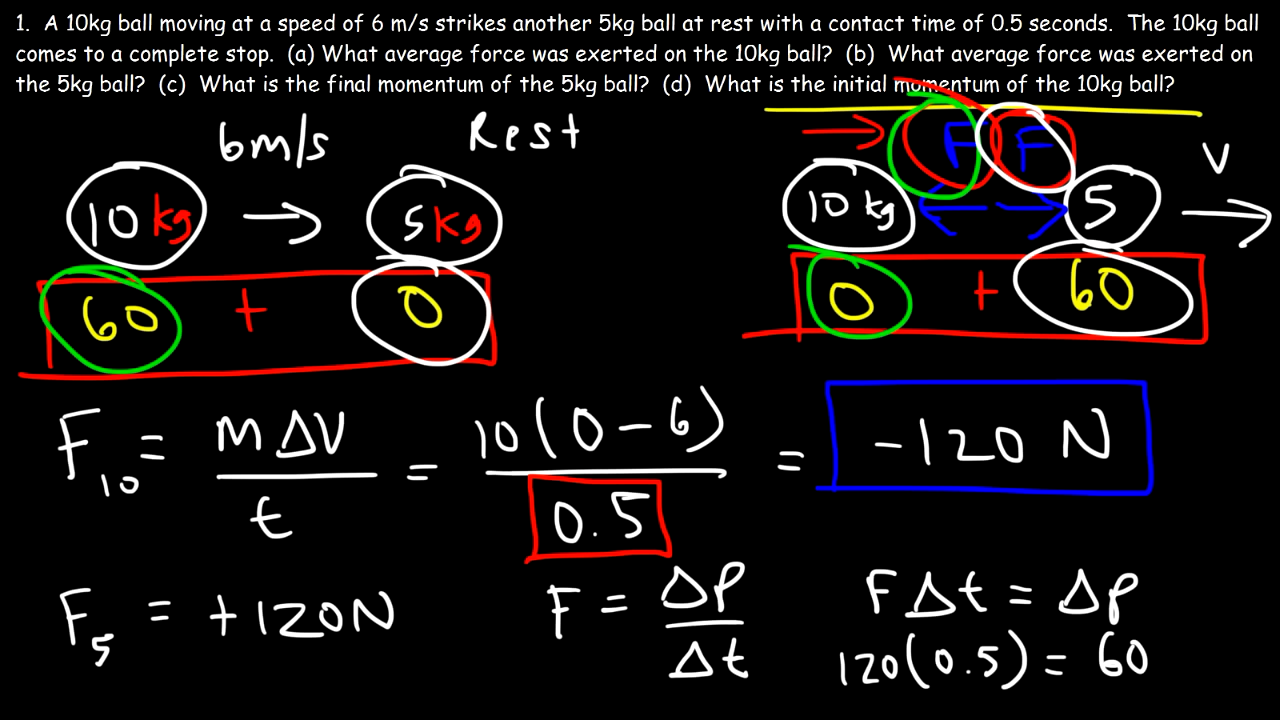 1. A 10kg ball moving at a speed of 6 m/s strikes another 5kg ball at rest with a contact time of 0.5 seconds. The 10kg ball
comes to a complete stop. (a) What average force was exerted on the 10kg ball? (b) What average force was exerted on
the 5kg ball? (c) What is the final momentum of the 5kg ball? (d) What is the initial momentum of the 10kg ball?
6m/s Rest
10 kg → 5kg
60 + 0
→ F F V
10 kg ← → 5 →
0 + 60
F₁₀ = mΔV/t = 10(0-6)/0.5 = -120 N
F₅ = +120N
F = Δp/Δt
FΔt = Δp
120(0.5) = 60